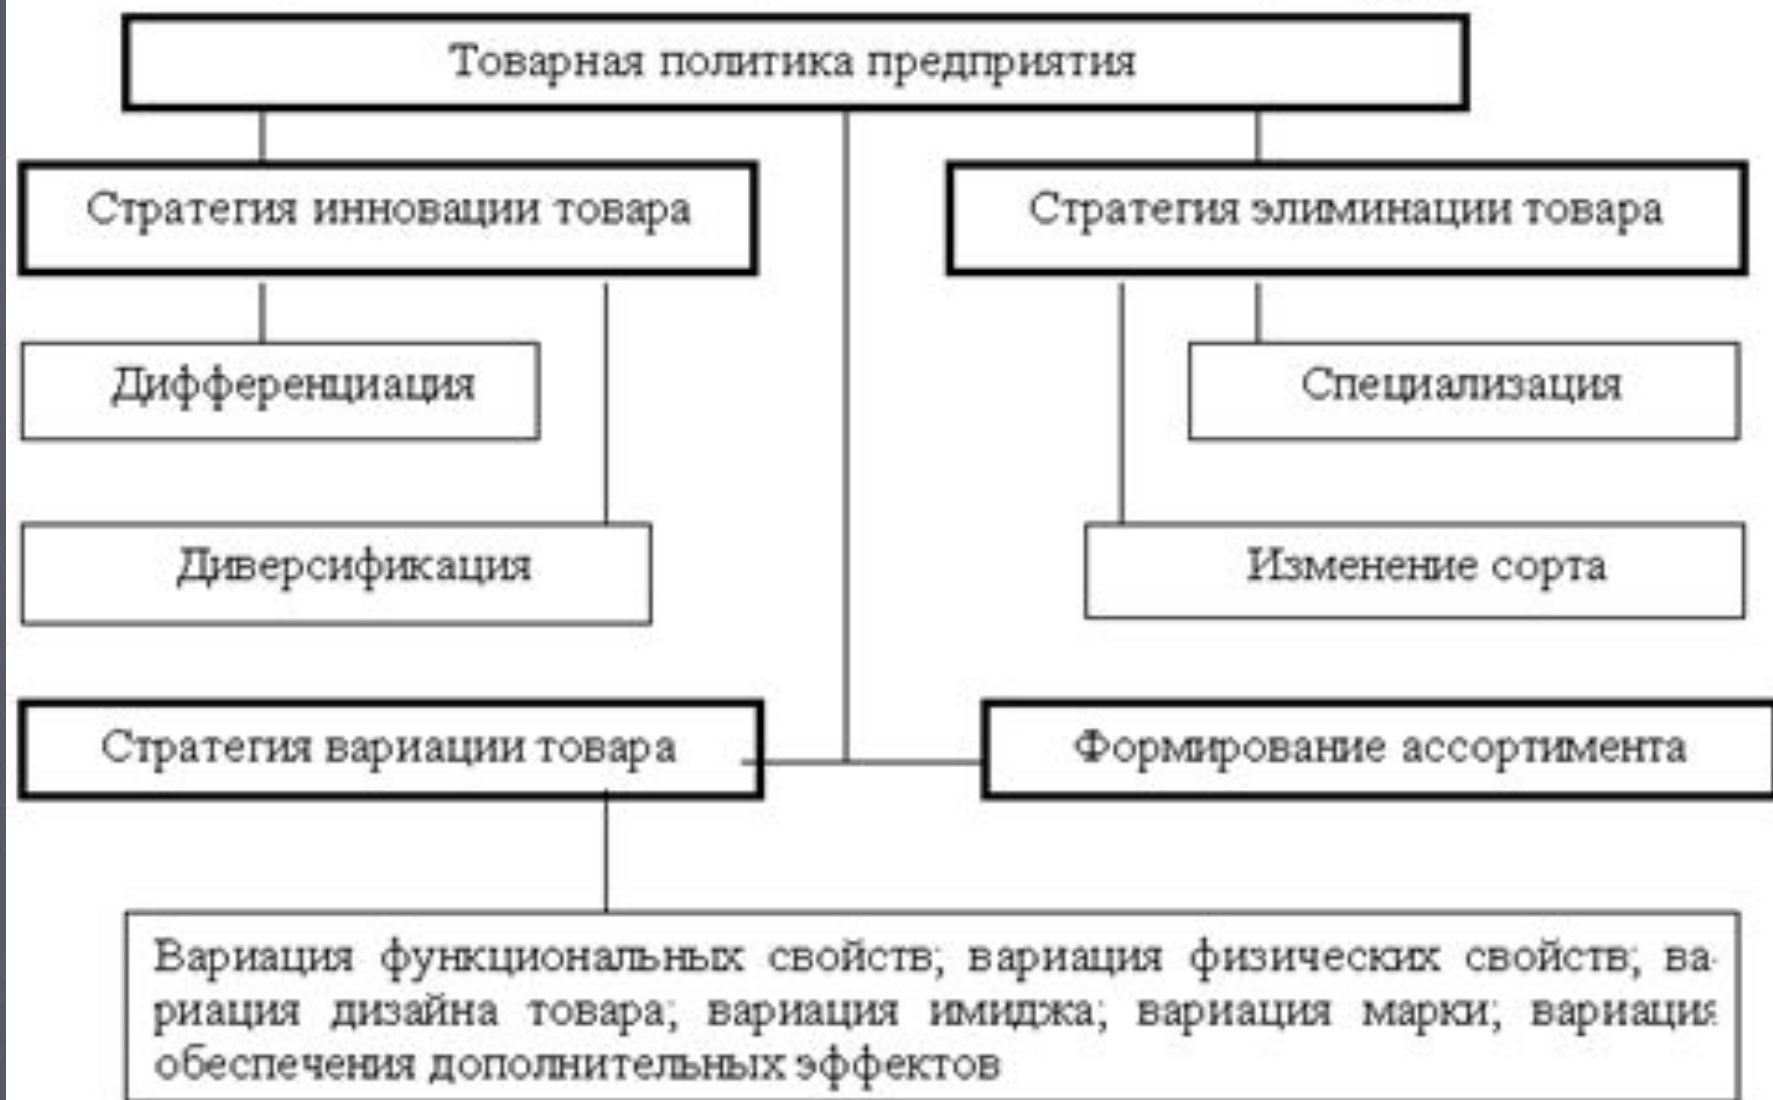 Товарная политика предприятия
Стратегия инновации товара
Стратегия элиминации товара
Дифференциация
Специализация
Диверсификация
Изменение сорта
Стратегия вариации товара
Формирование ассортимента
Вариация функциональных свойств; вариация физических свойств; ва-
риация дизайна товара; вариация имиджа; вариация марки; вариация
обеспечения дополнительных эффектов